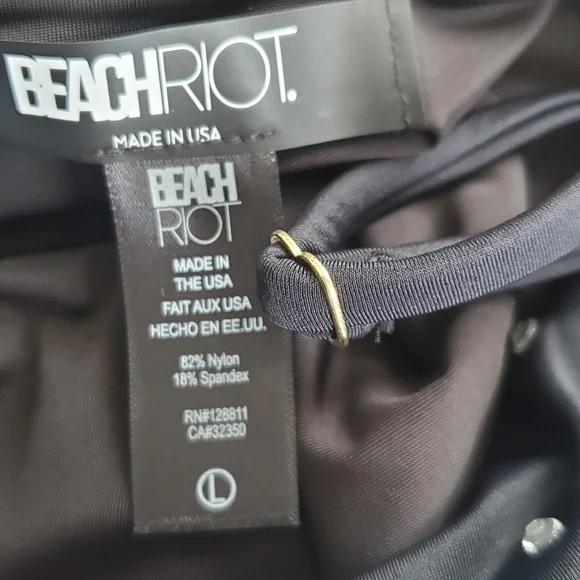 BEACHRIOT.
MADE IN USA
BEACH
RIOT
MADE IN
THE USA
FAIT AUX USA
HECHO EN EE.UU.
82% Nylon
18% Spandex
RN#128811
CA#32350
L